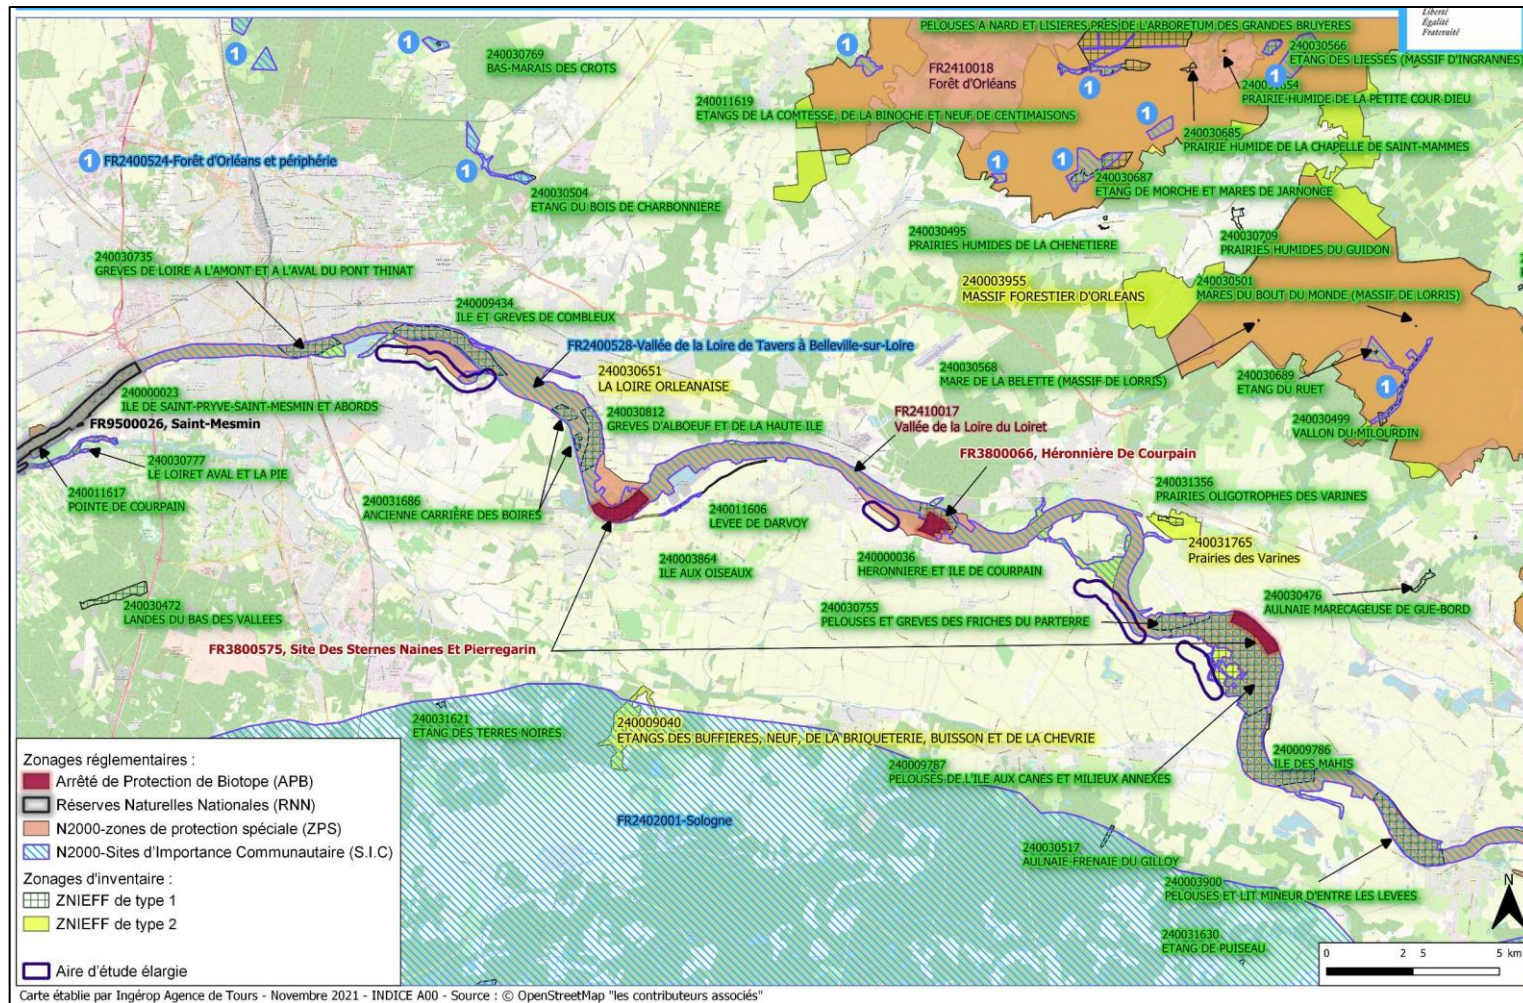 Liberté
Égalité
Fraternité
PELOUSES A NARD ET LISIERES PRES DE L'ARBORETUM DES GRANDES BRUYERES
1
1
1
1
1
240030769
BAS-MARAIS DES CROTS
FR2410018
Forêt d'Orléans
240030566
ETANG DES LIESSES (MASSIF D'INGRANNES)
PRAIRIE HUMIDE DE LA PETITE COUR DIEU
240011619
ETANGS DE LA COMTESSE, DE LA BINOCHE ET NEUF DE CENTIMAISONS
1
240030685
PRAIRIE HUMIDE DE LA CHAPELLE DE SAINT-MAMMES
1
FR2400524-Forêt d'Orléans et périphérie
1
1
1
240030687
ETANG DE MORCHE ET MARES DE JARNONCE
240030504
ETANG DU BOIS DE CHARBONNIERE
240030495
PRAIRIES HUMIDES DE LA CHENETIERE
240030709
PRAIRIES HUMIDES DU GUIDON
240030735
GREVES DE LOIRE A L'AMONT ET A L'AVAL DU PONT THINAT
240003955
MASSIF FORESTIER D'ORLEANS
240030501
MARES DU BOUT DU MONDE (MASSIF DE LORRIS)
240009434
ILE ET GREVES DE COMBLEUX
FR2400528-Vallée de la Loire de Tavers à Belleville-sur-Loire
240030651
LA LOIRE ORLEANAISE
240030568
MARE DE LA BELETTE (MASSIF DE LORRIS)
240030689
ETANG DU RUET
1
240000023
ILE DE SAINT-PRYVE-SAINT-MESMIN ET ABORDS
FR9500026, Saint-Mesmin
240030812
GREVES D'ALBOEUF ET DE LA HAUTE ILE
FR2410017
Vallée de la Loire du Loiret
240030499
VALLON DU MILOURDIN
FR3800066, Héronnière De Courpain
240030777
LE LOIRET AVAL ET LA PIE
240011617
POINTE DE COURPAIN
240031686
ANCIENNE CARRIÈRE DES BOIRES
240011606
LEVEE DE DARVOY
240031356
PRAIRIES OLIGOTROPHES DES VARINES
240031765
Prairies des Varines
240003864
ILE AUX OISEAUX
240000036
HERONNIERE ET ILE DE COURPAIN
240030472
LANDES DU BAS DES VALLEES
240030755
PELOUSES ET GREVES DES FRICHES DU PARTERRE
240030476
AULNAIE MARECAGEUSE DE GUE-BORD
FR3800575, Site Des Sternes Naines Et Pierregarin
240031621
ETANG DES TERRES NOIRES
240009040
ETANGS DES BUFFIERES, NEUF, DE LA BRIQUETERIE, BUISSON ET DE LA CHEVRIE
240009787
PELOUSES DE L'ILE AUX CANES ET MILIEUX ANNEXES
240009786
ILE DES MAHIS
FR2402001-Sologne
240030517
AULNAIE-FRENAIE DU GILLOY
240003900
PELOUSES ET LIT MINEUR D'ENTRE LES LEVEES
240031630
ETANG DE PUISEAU
Zonages réglementaires :
Arrêté de Protection de Biotope (APB)
Réserves Naturelles Nationales (RNN)
N2000-zones de protection spéciale (ZPS)
N2000-Sites d'Importance Communautaire (S.I.C)
Zonages d'inventaire :
ZNIEFF de type 1
ZNIEFF de type 2
Aire d'étude élargie
N
0 2 5 5 km
Carte établie par Ingérop Agence de Tours - Novembre 2021 - INDICE A00 - Source : © OpenStreetMap "les contributeurs associés"